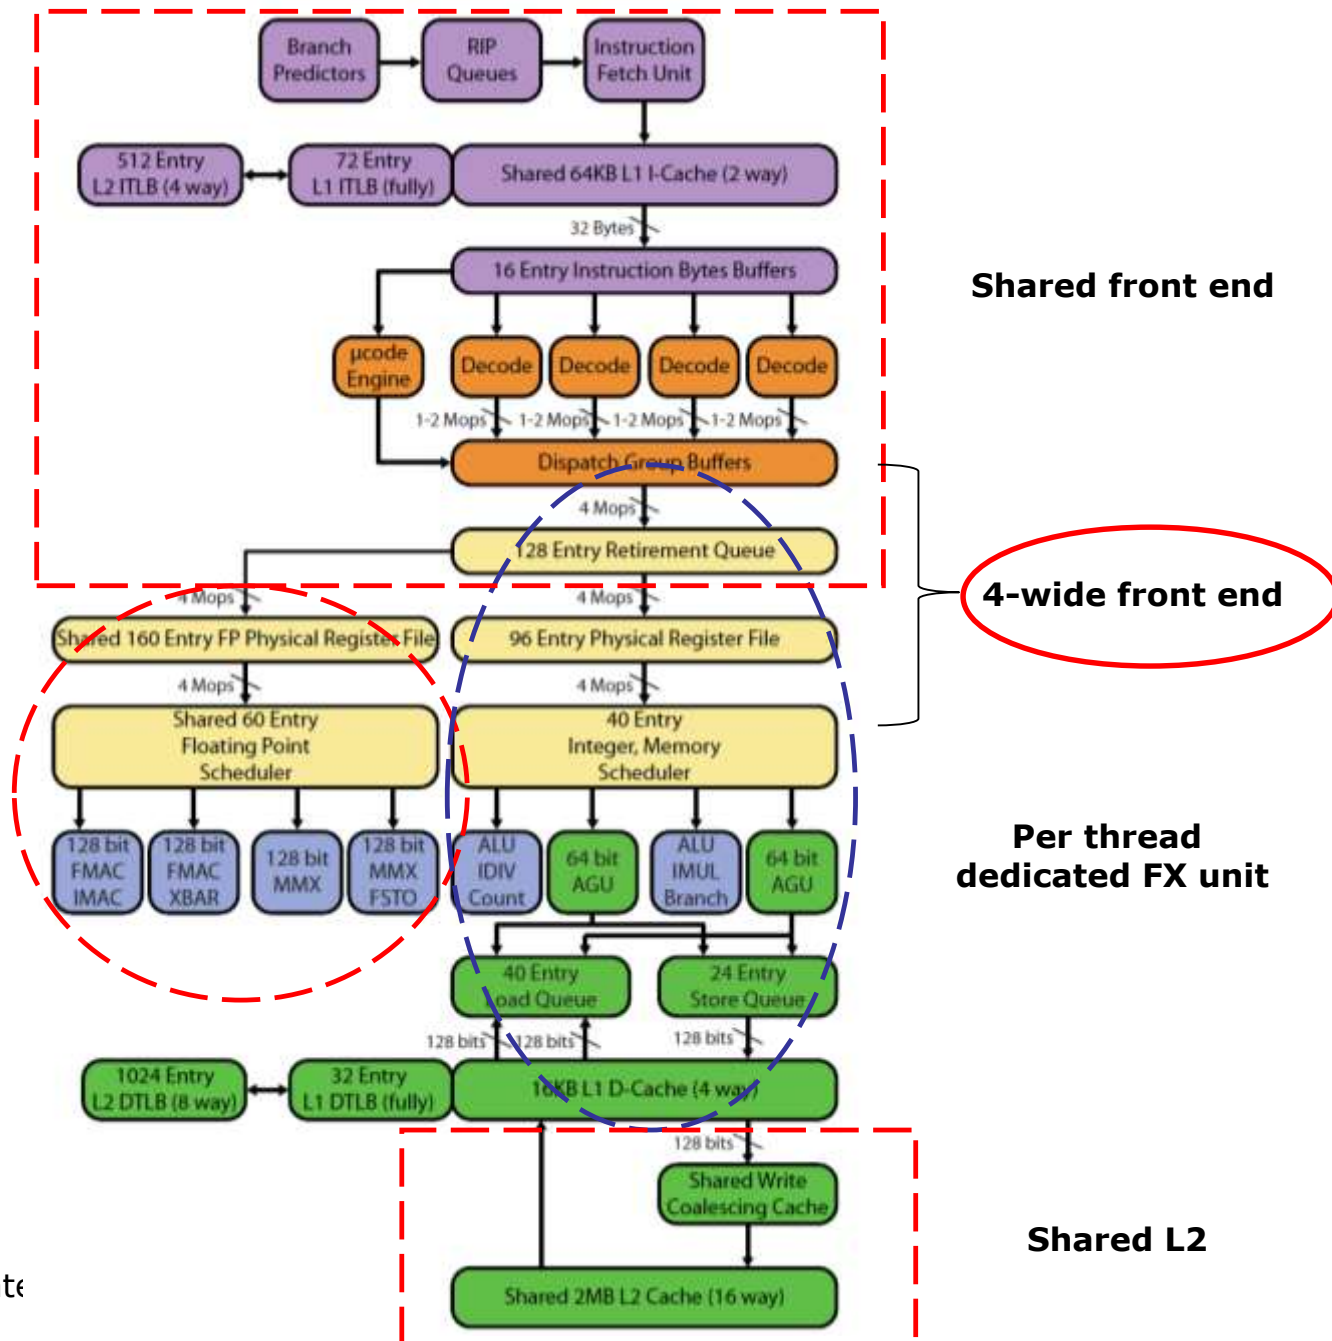 Branch
Predictors
RIP
Queues
Instruction
Fetch Unit
512 Entry
L2 ITLB (4 way)
72 Entry
L1 ITLB (fully)
Shared 64KB L1 I-Cache (2 way)
32 Bytes
16 Entry Instruction Bytes Buffers
Shared front end
µcode
Engine
Decode
Decode
Decode
Decode
1-2 Mops
1-2 Mops
1-2 Mops
1-2 Mops
Dispatch Group Buffers
4 Mops
128 Entry Retirement Queue
4-wide front end
4 Mops
4 Mops
Shared 160 Entry FP Physical Register File
96 Entry Physical Register File
4 Mops
4 Mops
Shared 60 Entry
Floating Point
Scheduler
40 Entry
Integer, Memory
Scheduler
128 bit
FMAC
IMAC
128 bit
FMAC
XBAR
128 bit
MMX
128 bit
MMX
FSTO
ALU
IDIV
Count
64 bit
AGU
ALU
IMUL
Branch
64 bit
AGU
Per thread
dedicated FX unit
40 Entry
Load Queue
24 Entry
Store Queue
128 bits
128 bits
128 bits
1024 Entry
L2 DTLB (8 way)
32 Entry
L1 DTLB (fully)
16KB L1 D-Cache (4 way)
128 bits
Shared Write
Coalescing Cache
Shared L2
Shared 2MB L2 Cache (16 way)